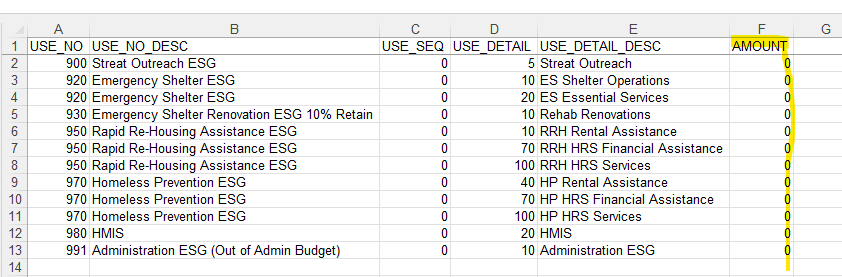 A B C D E F G
1 USE_NO USE_NO_DESC USE_SEQ USE_DETAIL USE_DETAIL_DESC AMOUNT
2 900 Streat Outreach ESG 0 5 Streat Outreach 0
3 920 Emergency Shelter ESG 0 10 ES Shelter Operations 0
4 920 Emergency Shelter ESG 0 20 ES Essential Services 0
5 930 Emergency Shelter Renovation ESG 10% Retain 0 10 Rehab Renovations 0
6 950 Rapid Re-Housing Assistance ESG 0 10 RRH Rental Assistance 0
7 950 Rapid Re-Housing Assistance ESG 0 70 RRH HRS Financial Assistance 0
8 950 Rapid Re-Housing Assistance ESG 0 100 RRH HRS Services 0
9 970 Homeless Prevention ESG 0 40 HP Rental Assistance 0
10 970 Homeless Prevention ESG 0 70 HP HRS Financial Assistance 0
11 970 Homeless Prevention ESG 0 100 HP HRS Services 0
12 980 HMIS 0 20 HMIS 0
13 991 Administration ESG (Out of Admin Budget) 0 10 Administration ESG 0
14